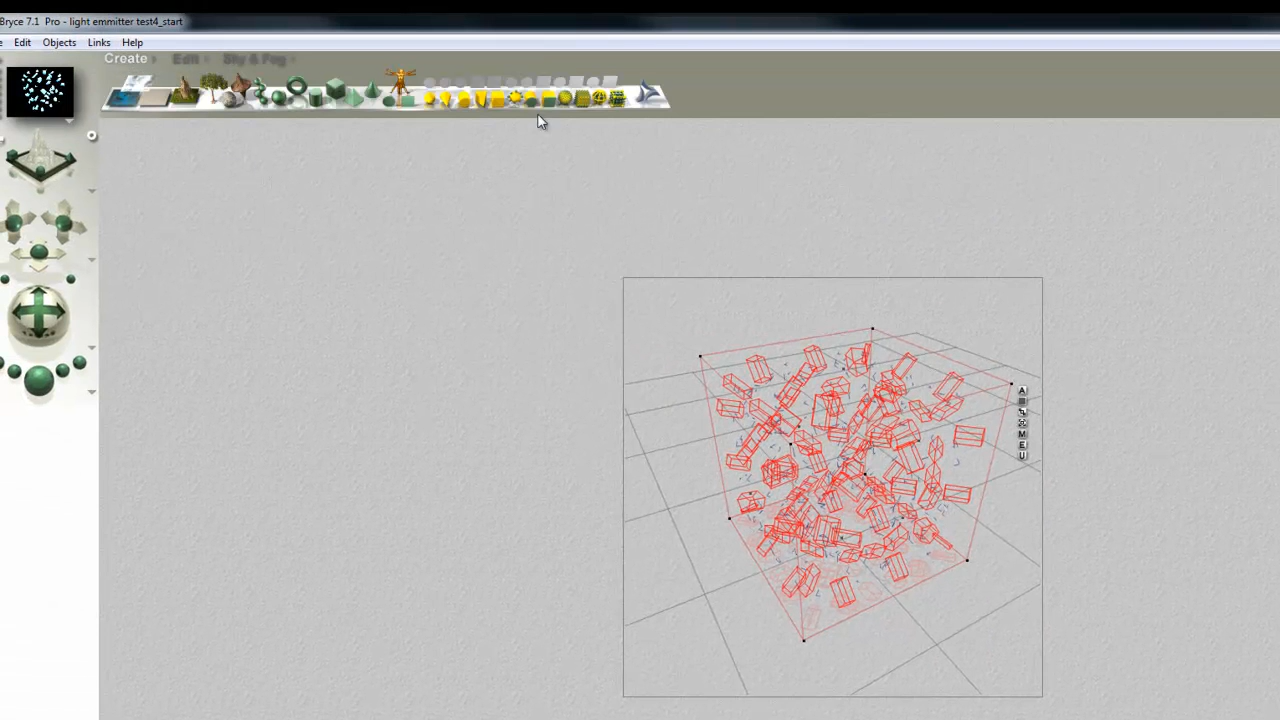 Bryce 7.1 Pro - light emmitter test4_start
Edit Objects Links Help
Create Edit Sky & Fog
A
M
E
U